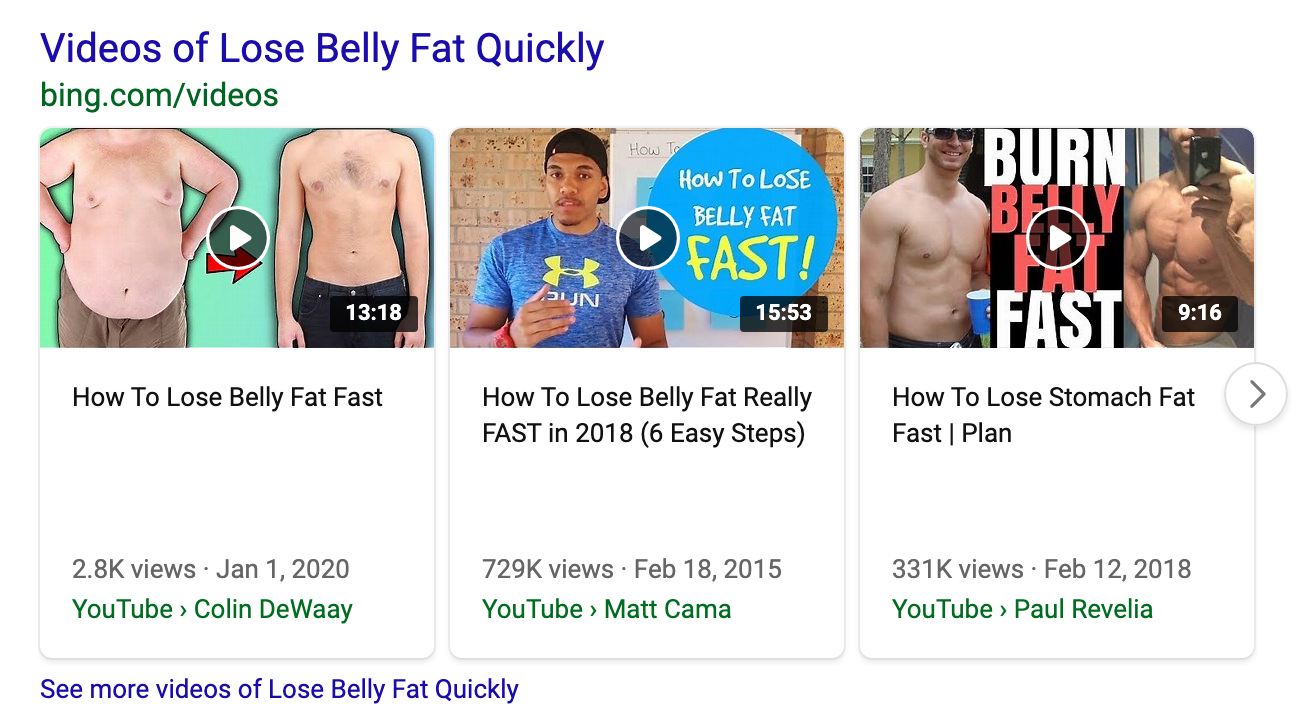 Videos of Lose Belly Fat Quickly
bing.com/videos
13:18
How To
HOW TO LOSE
BELLY FAT
FAST!
RUN
15:53
BURN
BELLY
FAT
FAST
9:16
How To Lose Belly Fat Fast
2.8K views · Jan 1, 2020
YouTube › Colin DeWaay
How To Lose Belly Fat Really
FAST in 2018 (6 Easy Steps)
729K views · Feb 18, 2015
YouTube › Matt Cama
How To Lose Stomach Fat
Fast | Plan
331K views · Feb 12, 2018
YouTube › Paul Revelia
See more videos of Lose Belly Fat Quickly